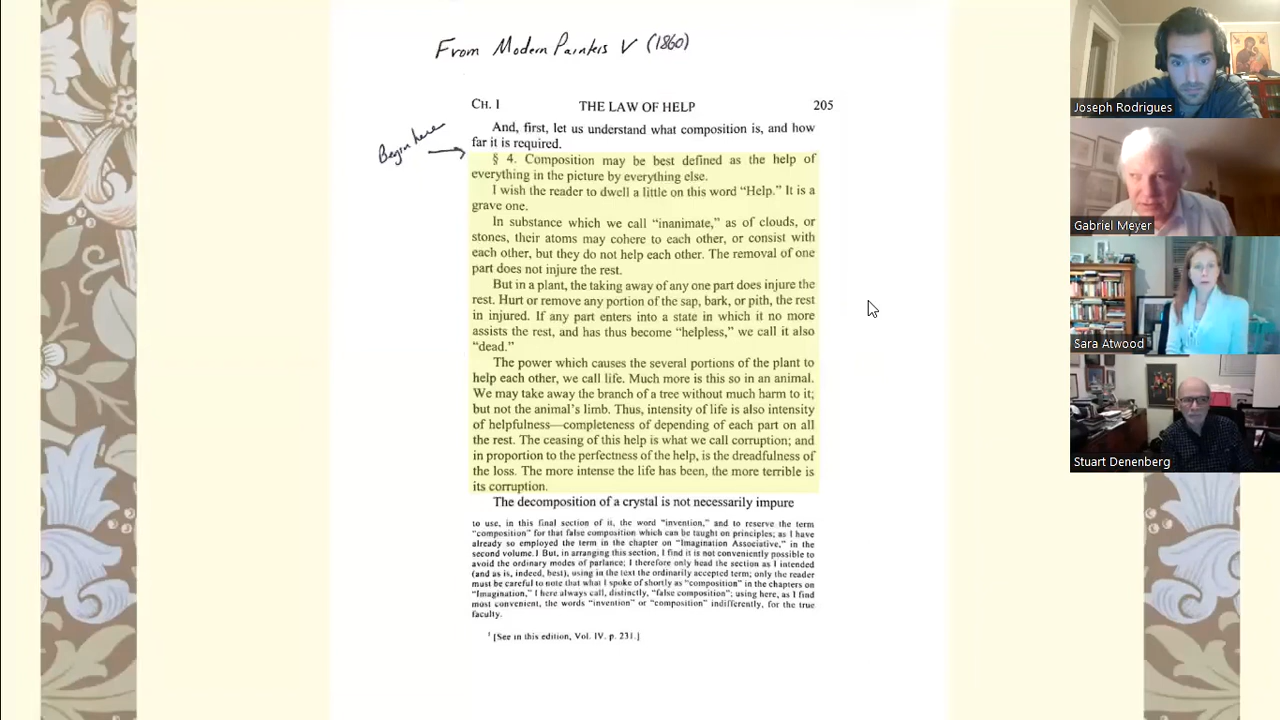 From Modern Painters V (1860)
CH. I THE LAW OF HELP 205
Begin here
And, first, let us understand what composition is, and how
far it is required.
§ 4. Composition may be best defined as the help of
everything in the picture by everything else.
I wish the reader to dwell a little on this word “Help.” It is a
grave one.
In substance which we call “inanimate,” as of clouds, or
stones, their atoms may cohere to each other, or consist with
each other, but they do not help each other. The removal of one
part does not injure the rest.
But in a plant, the taking away of any one part does injure the
rest. Hurt or remove any portion of the sap, bark, or pith, the rest
in injured. If any part enters into a state in which it no more
assists the rest, and has thus become “helpless,” we call it also
“dead.”
The power which causes the several portions of the plant to
help each other, we call life. Much more is this so in an animal.
We may take away the branch of a tree without much harm to it;
but not the animal’s limb. Thus, intensity of life is also intensity
of helpfulness—completeness of depending of each part on all
the rest. The ceasing of this help is what we call corruption; and
in proportion to the perfectness of the help, is the dreadfulness of
the loss. The more intense the life has been, the more terrible is
its corruption.
The decomposition of a crystal is not necessarily impure
to use, in this final section of it, the word “invention,” and to reserve the term
“composition” for that false composition which can be taught on principles; as I have
already so employed the term in the chapter on “Imagination Associative,” in the
second volume.1 But, in arranging this section, I find it is not conveniently possible to
avoid the ordinary modes of parlance; I therefore only head the section as I intended
(and as is, indeed, best), using in the text the ordinarily accepted term; only the reader
must be careful to note that what I spoke of shortly as “composition” in the chapters on
“Imagination,” I here always call, distinctly, “false composition”; using here, as I find
most convenient, the words “invention” or “composition” indifferently, for the true
faculty.
1 [See in this edition, Vol. IV. p. 231.]
Joseph Rodrigues
Gabriel Meyer
Sara Atwood
Stuart Denenberg